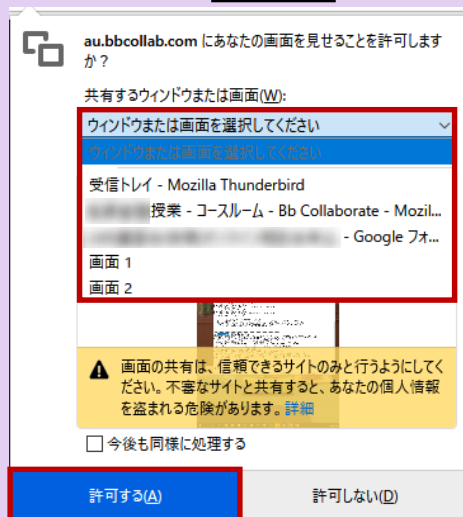 au.bbcollab.com にあなたの画面を見せることを許可します
か？
共有するウィンドウまたは画面(W):
ウィンドウまたは画面を選択してください
ウィンドウまたは画面を選択してください
受信トレイ - Mozilla Thunderbird
授業 - コースルーム - Bb Collaborate - Mozil...
- Google フォ...
画面 1
画面 2
画面の共有は、信頼できるサイトのみと行うようにしてく
ださい。不審なサイトと共有すると、あなたの個人情報
を盗まれる危険があります。詳細
今後も同様に処理する
許可する(A)
許可しない(D)